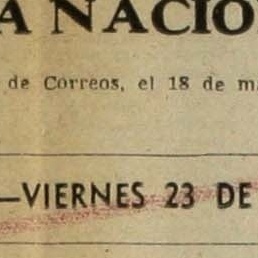 A NACIO
de Correos, el 18 de m
—VIERNES 23 DE